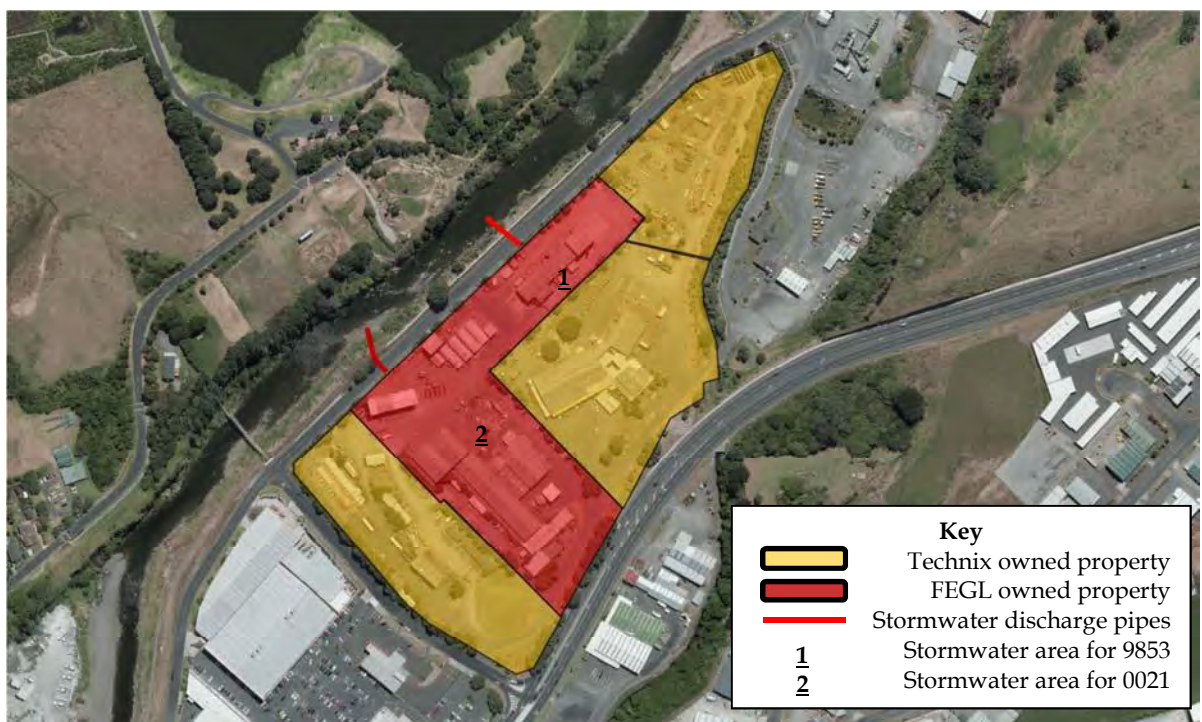 1
2
Key
Technix owned property
FEGL owned property
Stormwater discharge pipes
1 Stormwater area for 9853
2 Stormwater area for 0021